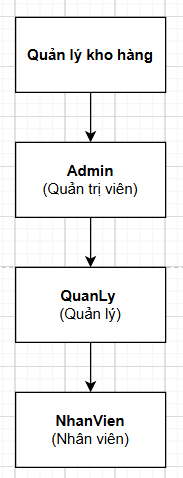 Quản lý kho hàng
Admin
(Quản trị viên)
QuanLy
(Quản lý)
NhanVien
(Nhân viên)